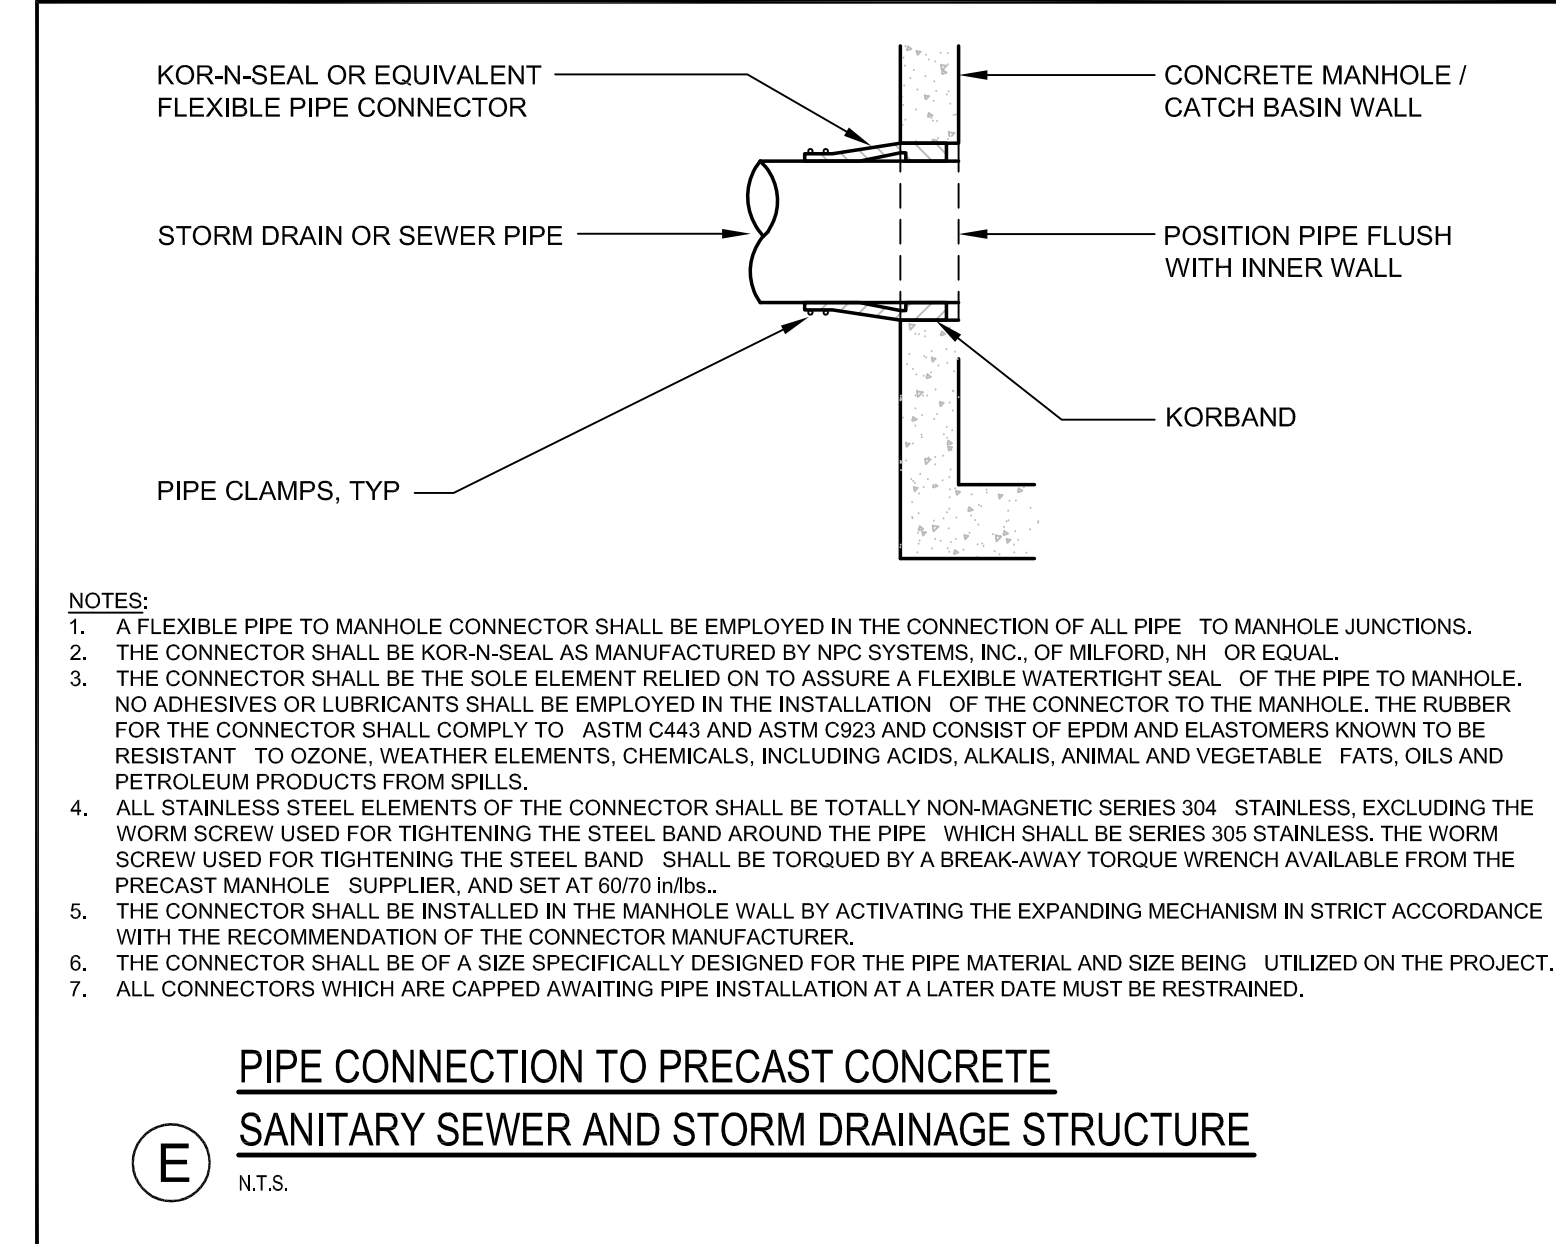 KOR-N-SEAL OR EQUIVALENT
FLEXIBLE PIPE CONNECTOR
CONCRETE MANHOLE /
CATCH BASIN WALL
STORM DRAIN OR SEWER PIPE
POSITION PIPE FLUSH
WITH INNER WALL
KORBAND
PIPE CLAMPS, TYP
NOTES:
1. A FLEXIBLE PIPE TO MANHOLE CONNECTOR SHALL BE EMPLOYED IN THE CONNECTION OF ALL PIPE TO MANHOLE JUNCTIONS.
2. THE CONNECTOR SHALL BE KOR-N-SEAL AS MANUFACTURED BY NPC SYSTEMS, INC., OF MILFORD, NH OR EQUAL.
3. THE CONNECTOR SHALL BE THE SOLE ELEMENT RELIED ON TO ASSURE A FLEXIBLE WATERTIGHT SEAL OF THE PIPE TO MANHOLE.
NO ADHESIVES OR LUBRICANTS SHALL BE EMPLOYED IN THE INSTALLATION OF THE CONNECTOR TO THE MANHOLE. THE RUBBER
FOR THE CONNECTOR SHALL COMPLY TO ASTM C443 AND ASTM C923 AND CONSIST OF EPDM AND ELASTOMERS KNOWN TO BE
RESISTANT TO OZONE, WEATHER ELEMENTS, CHEMICALS, INCLUDING ACIDS, ALKALIS, ANIMAL AND VEGETABLE FATS, OILS AND
PETROLEUM PRODUCTS FROM SPILLS.
4. ALL STAINLESS STEEL ELEMENTS OF THE CONNECTOR SHALL BE TOTALLY NON-MAGNETIC SERIES 304 STAINLESS, EXCLUDING THE
WORM SCREW USED FOR TIGHTENING THE STEEL BAND AROUND THE PIPE WHICH SHALL BE SERIES 305 STAINLESS. THE WORM
SCREW USED FOR TIGHTENING THE STEEL BAND SHALL BE TORQUED BY A BREAK-AWAY TORQUE WRENCH AVAILABLE FROM THE
PRECAST MANHOLE SUPPLIER, AND SET AT 60/70 in/lbs..
5. THE CONNECTOR SHALL BE INSTALLED IN THE MANHOLE WALL BY ACTIVATING THE EXPANDING MECHANISM IN STRICT ACCORDANCE
WITH THE RECOMMENDATION OF THE CONNECTOR MANUFACTURER.
6. THE CONNECTOR SHALL BE OF A SIZE SPECIFICALLY DESIGNED FOR THE PIPE MATERIAL AND SIZE BEING UTILIZED ON THE PROJECT.
7. ALL CONNECTORS WHICH ARE CAPPED AWAITING PIPE INSTALLATION AT A LATER DATE MUST BE RESTRAINED.
PIPE CONNECTION TO PRECAST CONCRETE
SANITARY SEWER AND STORM DRAINAGE STRUCTURE
E
N.T.S.